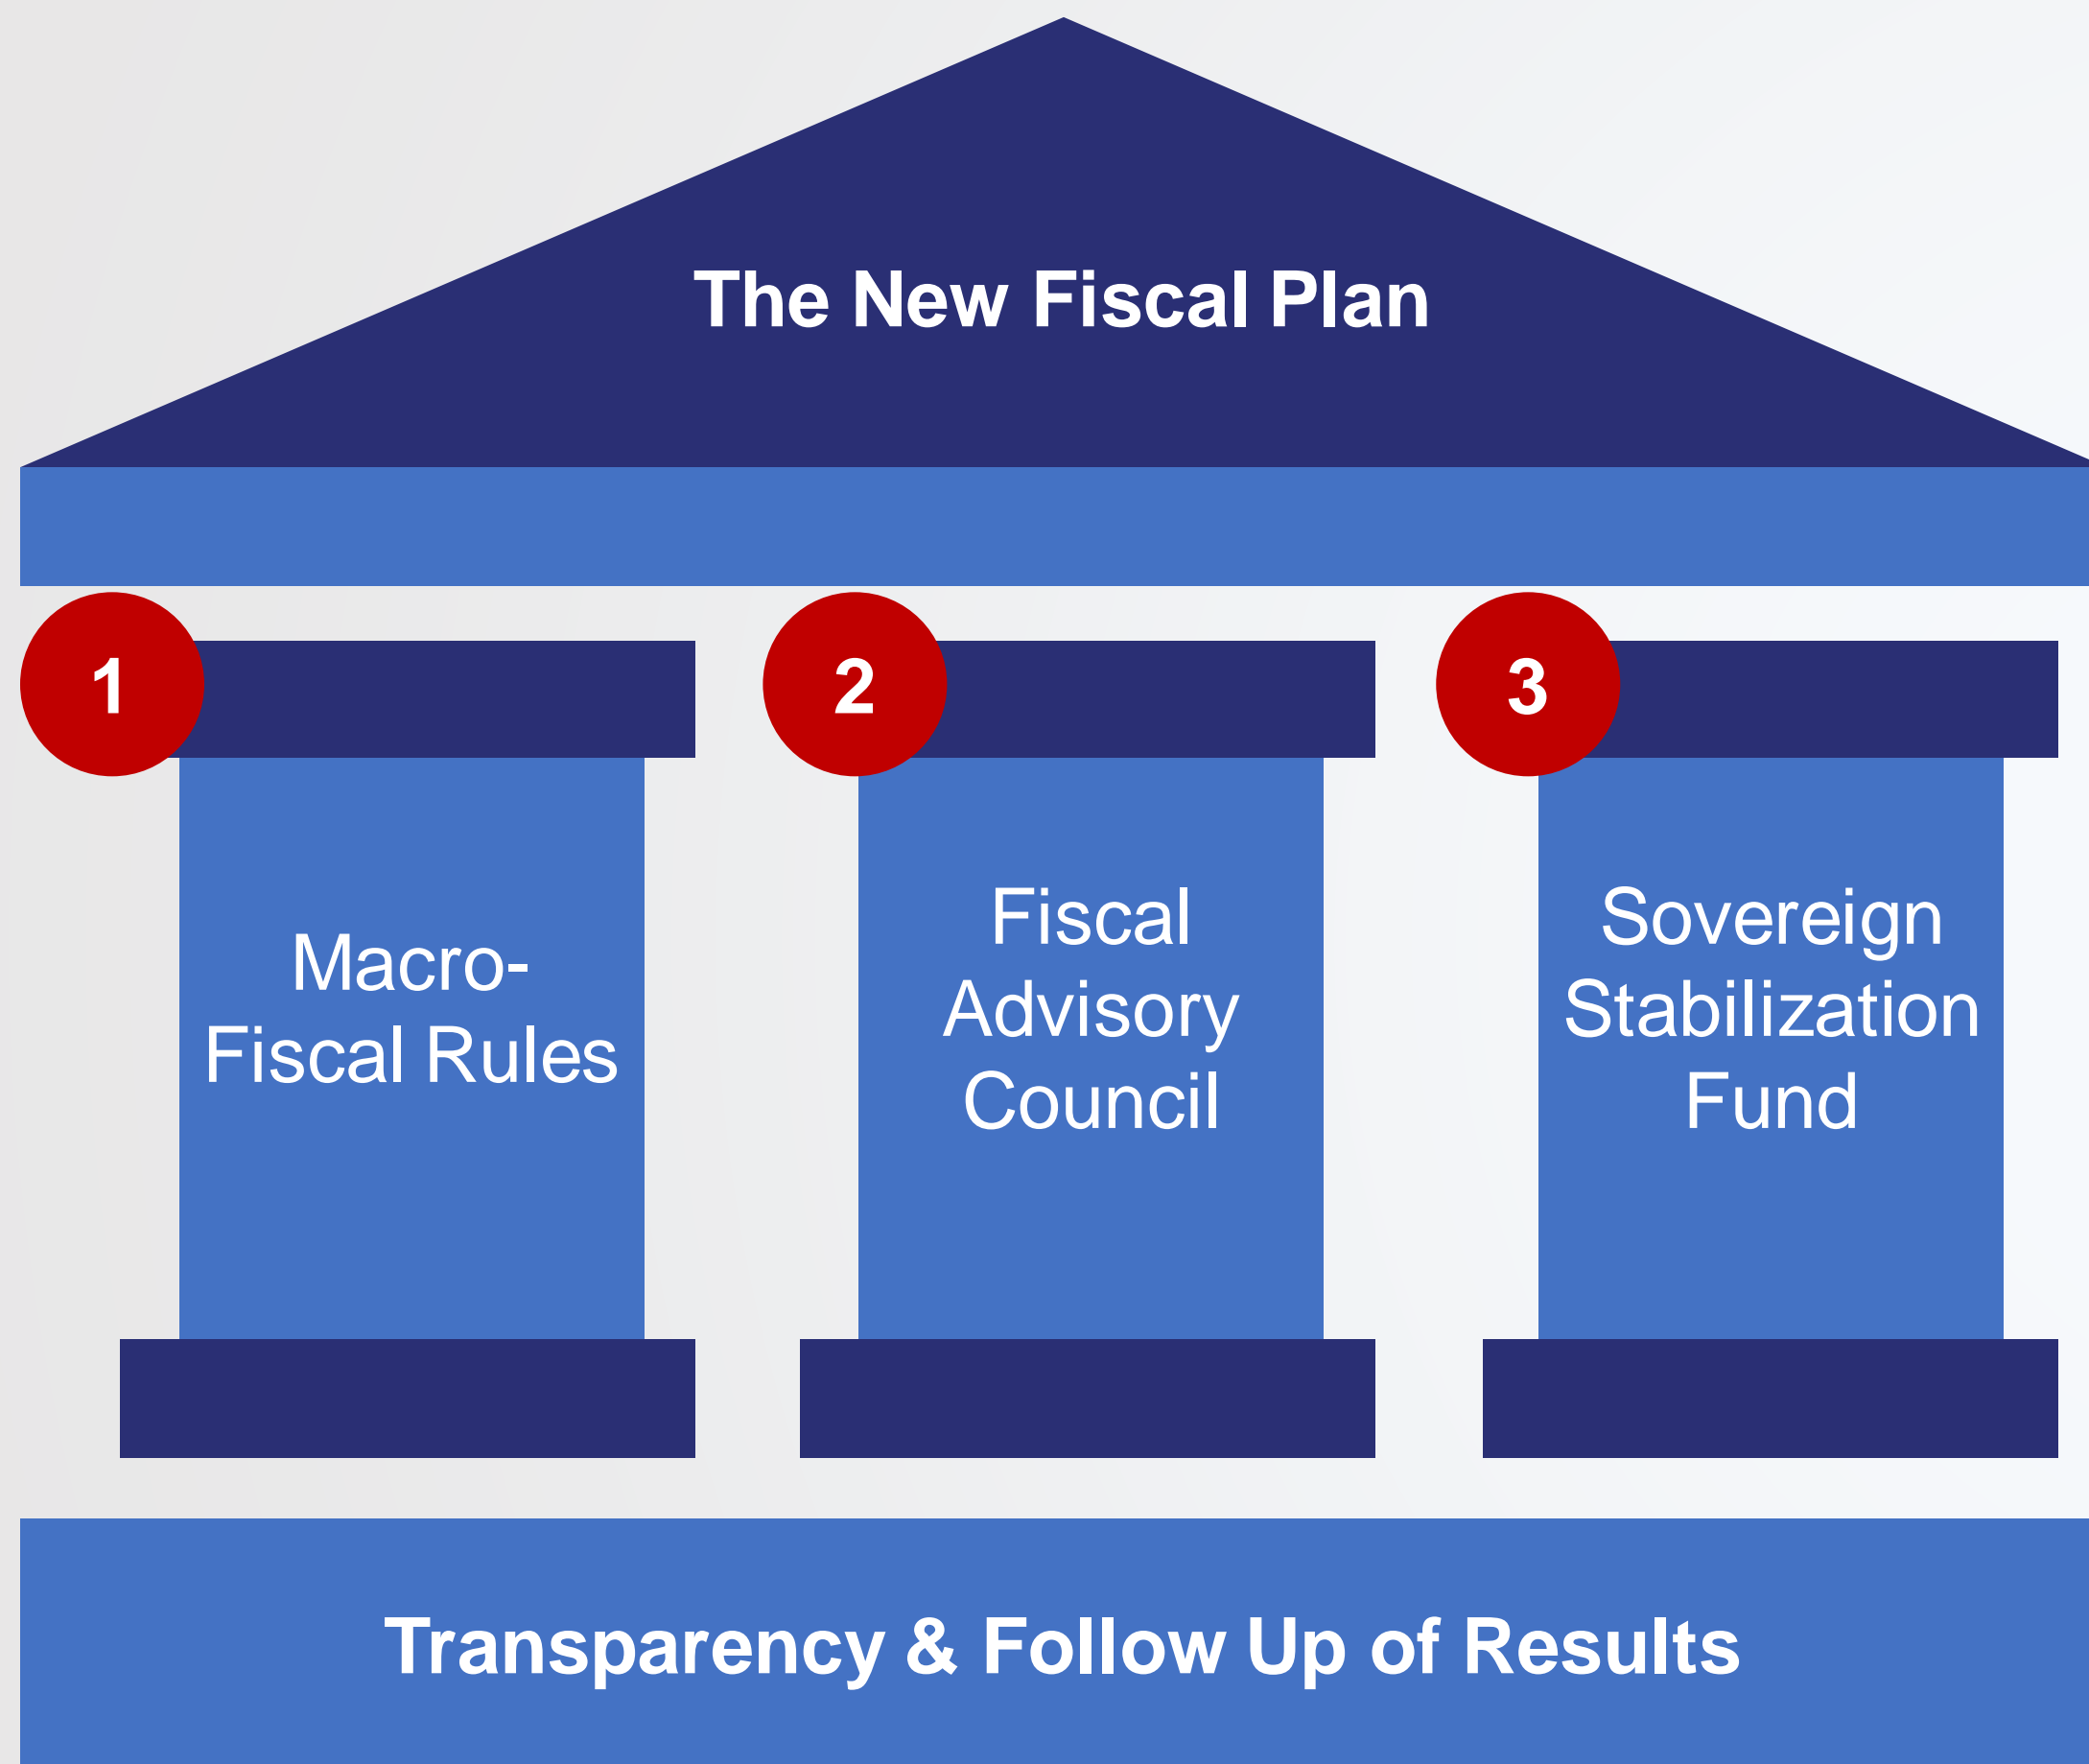 The New Fiscal Plan
1
2
3
Macro-
Fiscal Rules
Fiscal
Advisory
Council
Sovereign
Stabilization
Fund
Transparency & Follow Up of Results